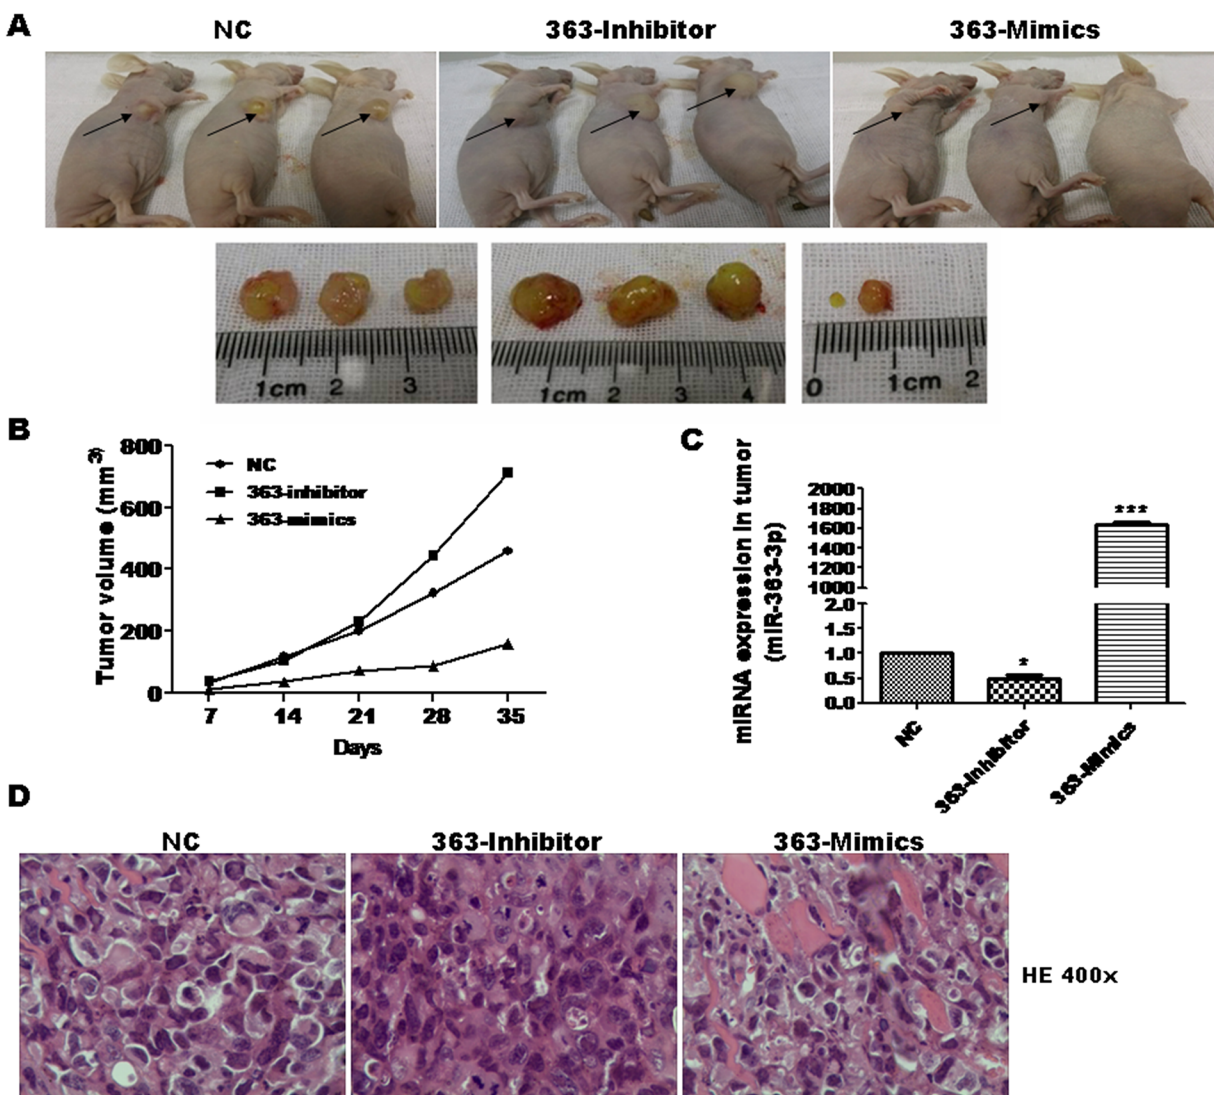 A
NC 363-Inhibitor 363-Mimics
1cm 2 3
1cm 2 3 4
0 1cm 2
B
Tumor volume (mm3)
800
600
400
200
0
NC
363-inhibitor
363-mimics
7 14 21 28 35
Days
C
miRNA expression in tumor
(miR-363-3p)
2000
1800
1600
1400
1200
1000
2.0
1.5
1.0
0.5
0.0
*
***
NC
363-Inhibitor
363-Mimics
D
NC 363-Inhibitor 363-Mimics
HE 400x